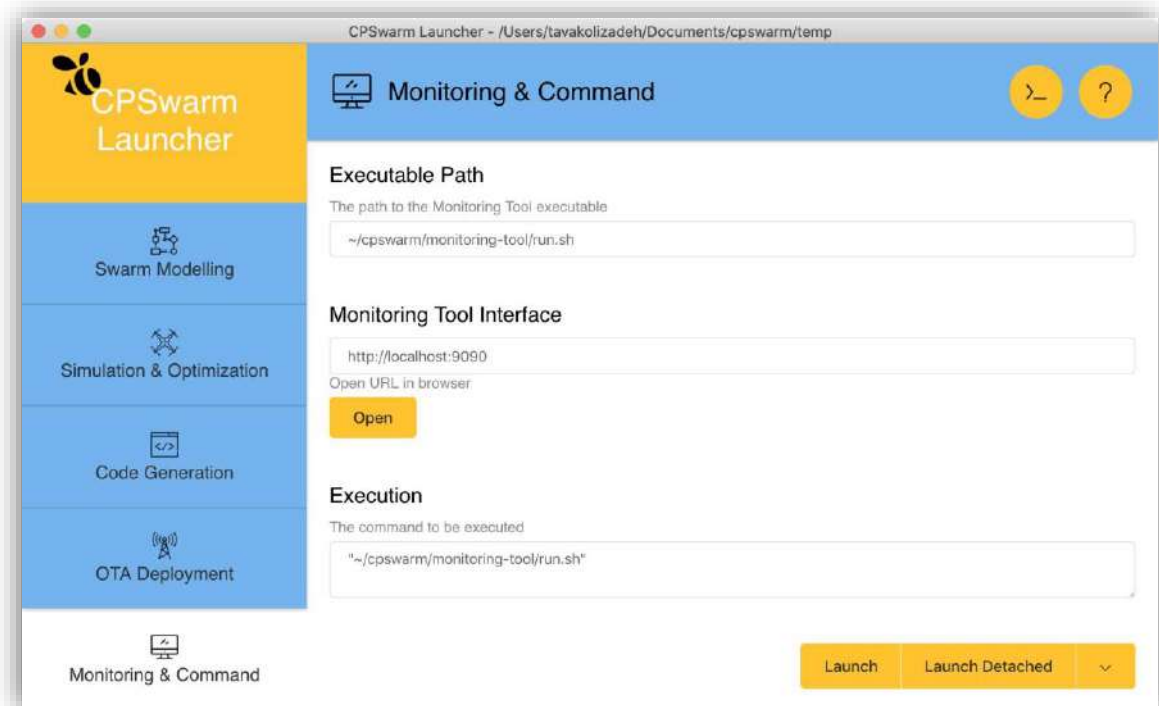 CPSwarm Launcher - /Users/tavakolizadeh/Documents/cpswarm/temp
CPSwarm
Launcher
Swarm Modelling
Simulation & Optimization
</>
Code Generation
OTA Deployment
Monitoring & Command
Monitoring & Command
>_
?
Executable Path
The path to the Monitoring Tool executable
~/cpswarm/monitoring-tool/run.sh
Monitoring Tool Interface
http://localhost:9090
Open URL in browser
Open
Execution
The command to be executed
"~/cpswarm/monitoring-tool/run.sh"
Launch
Launch Detached